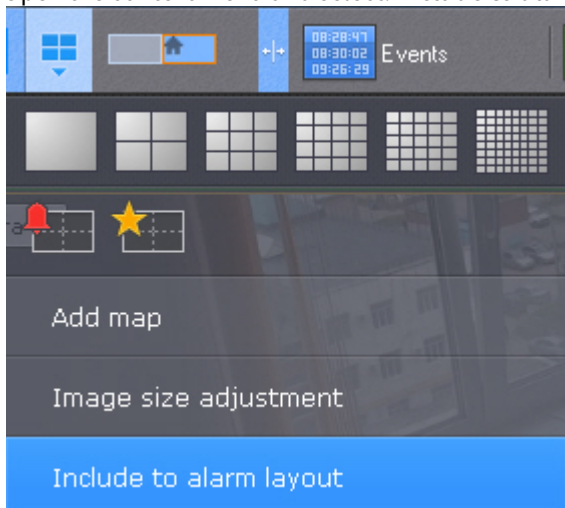 08:28:47
08:30:02
09:26:29
Events
a
Add map
Image size adjustment
Include to alarm layout